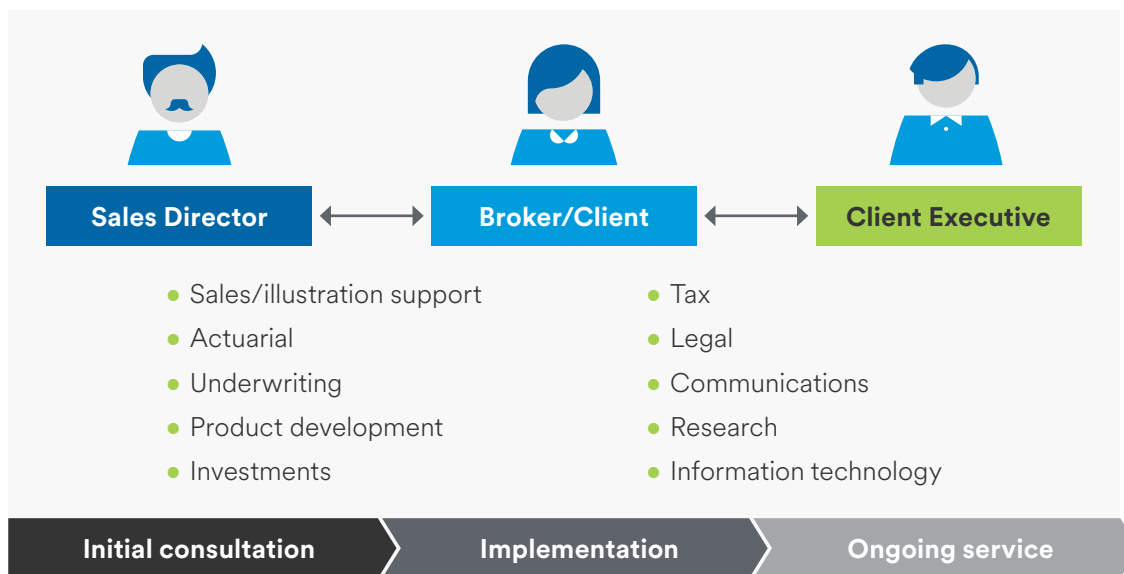 Sales Director
Broker/Client
Client Executive
Sales/illustration support
Actuarial
Underwriting
Product development
Investments
Tax
Legal
Communications
Research
Information technology
Initial consultation
Implementation
Ongoing service